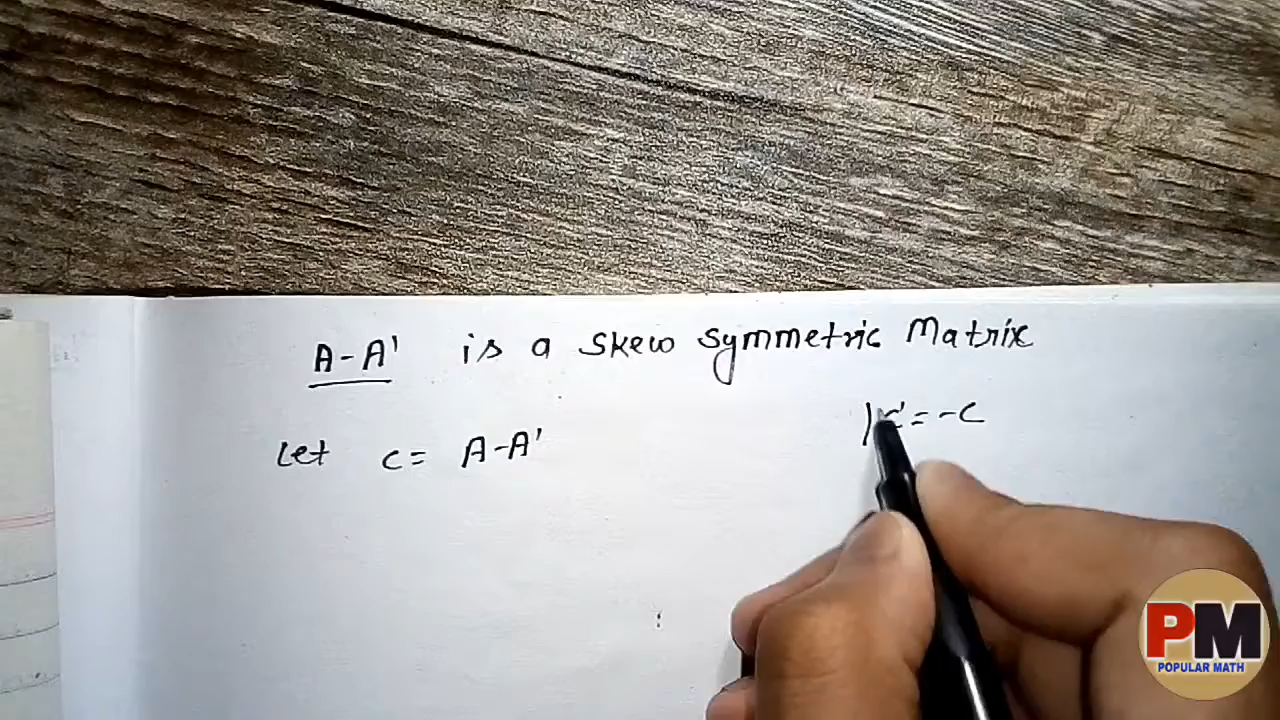 A-A' is a Skew Symmetric Matrix
Let c = A-A'
c' = -c
PM
POPULAR MATH